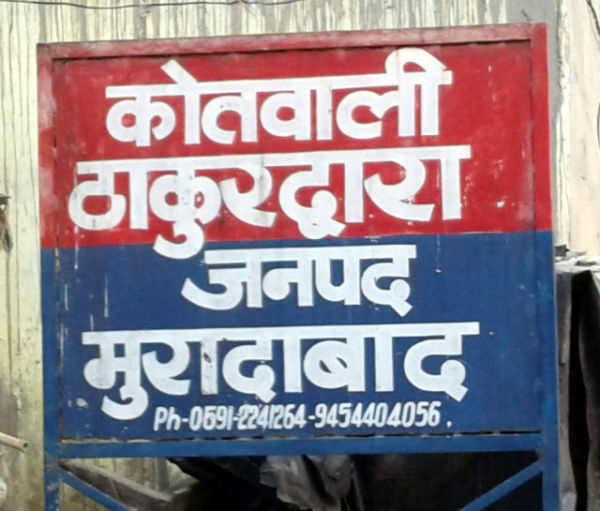 कोतवाली
ठाकुरद्वारा
जनपद
मुरादाबाद
Ph-0591-2241264-9454404056.